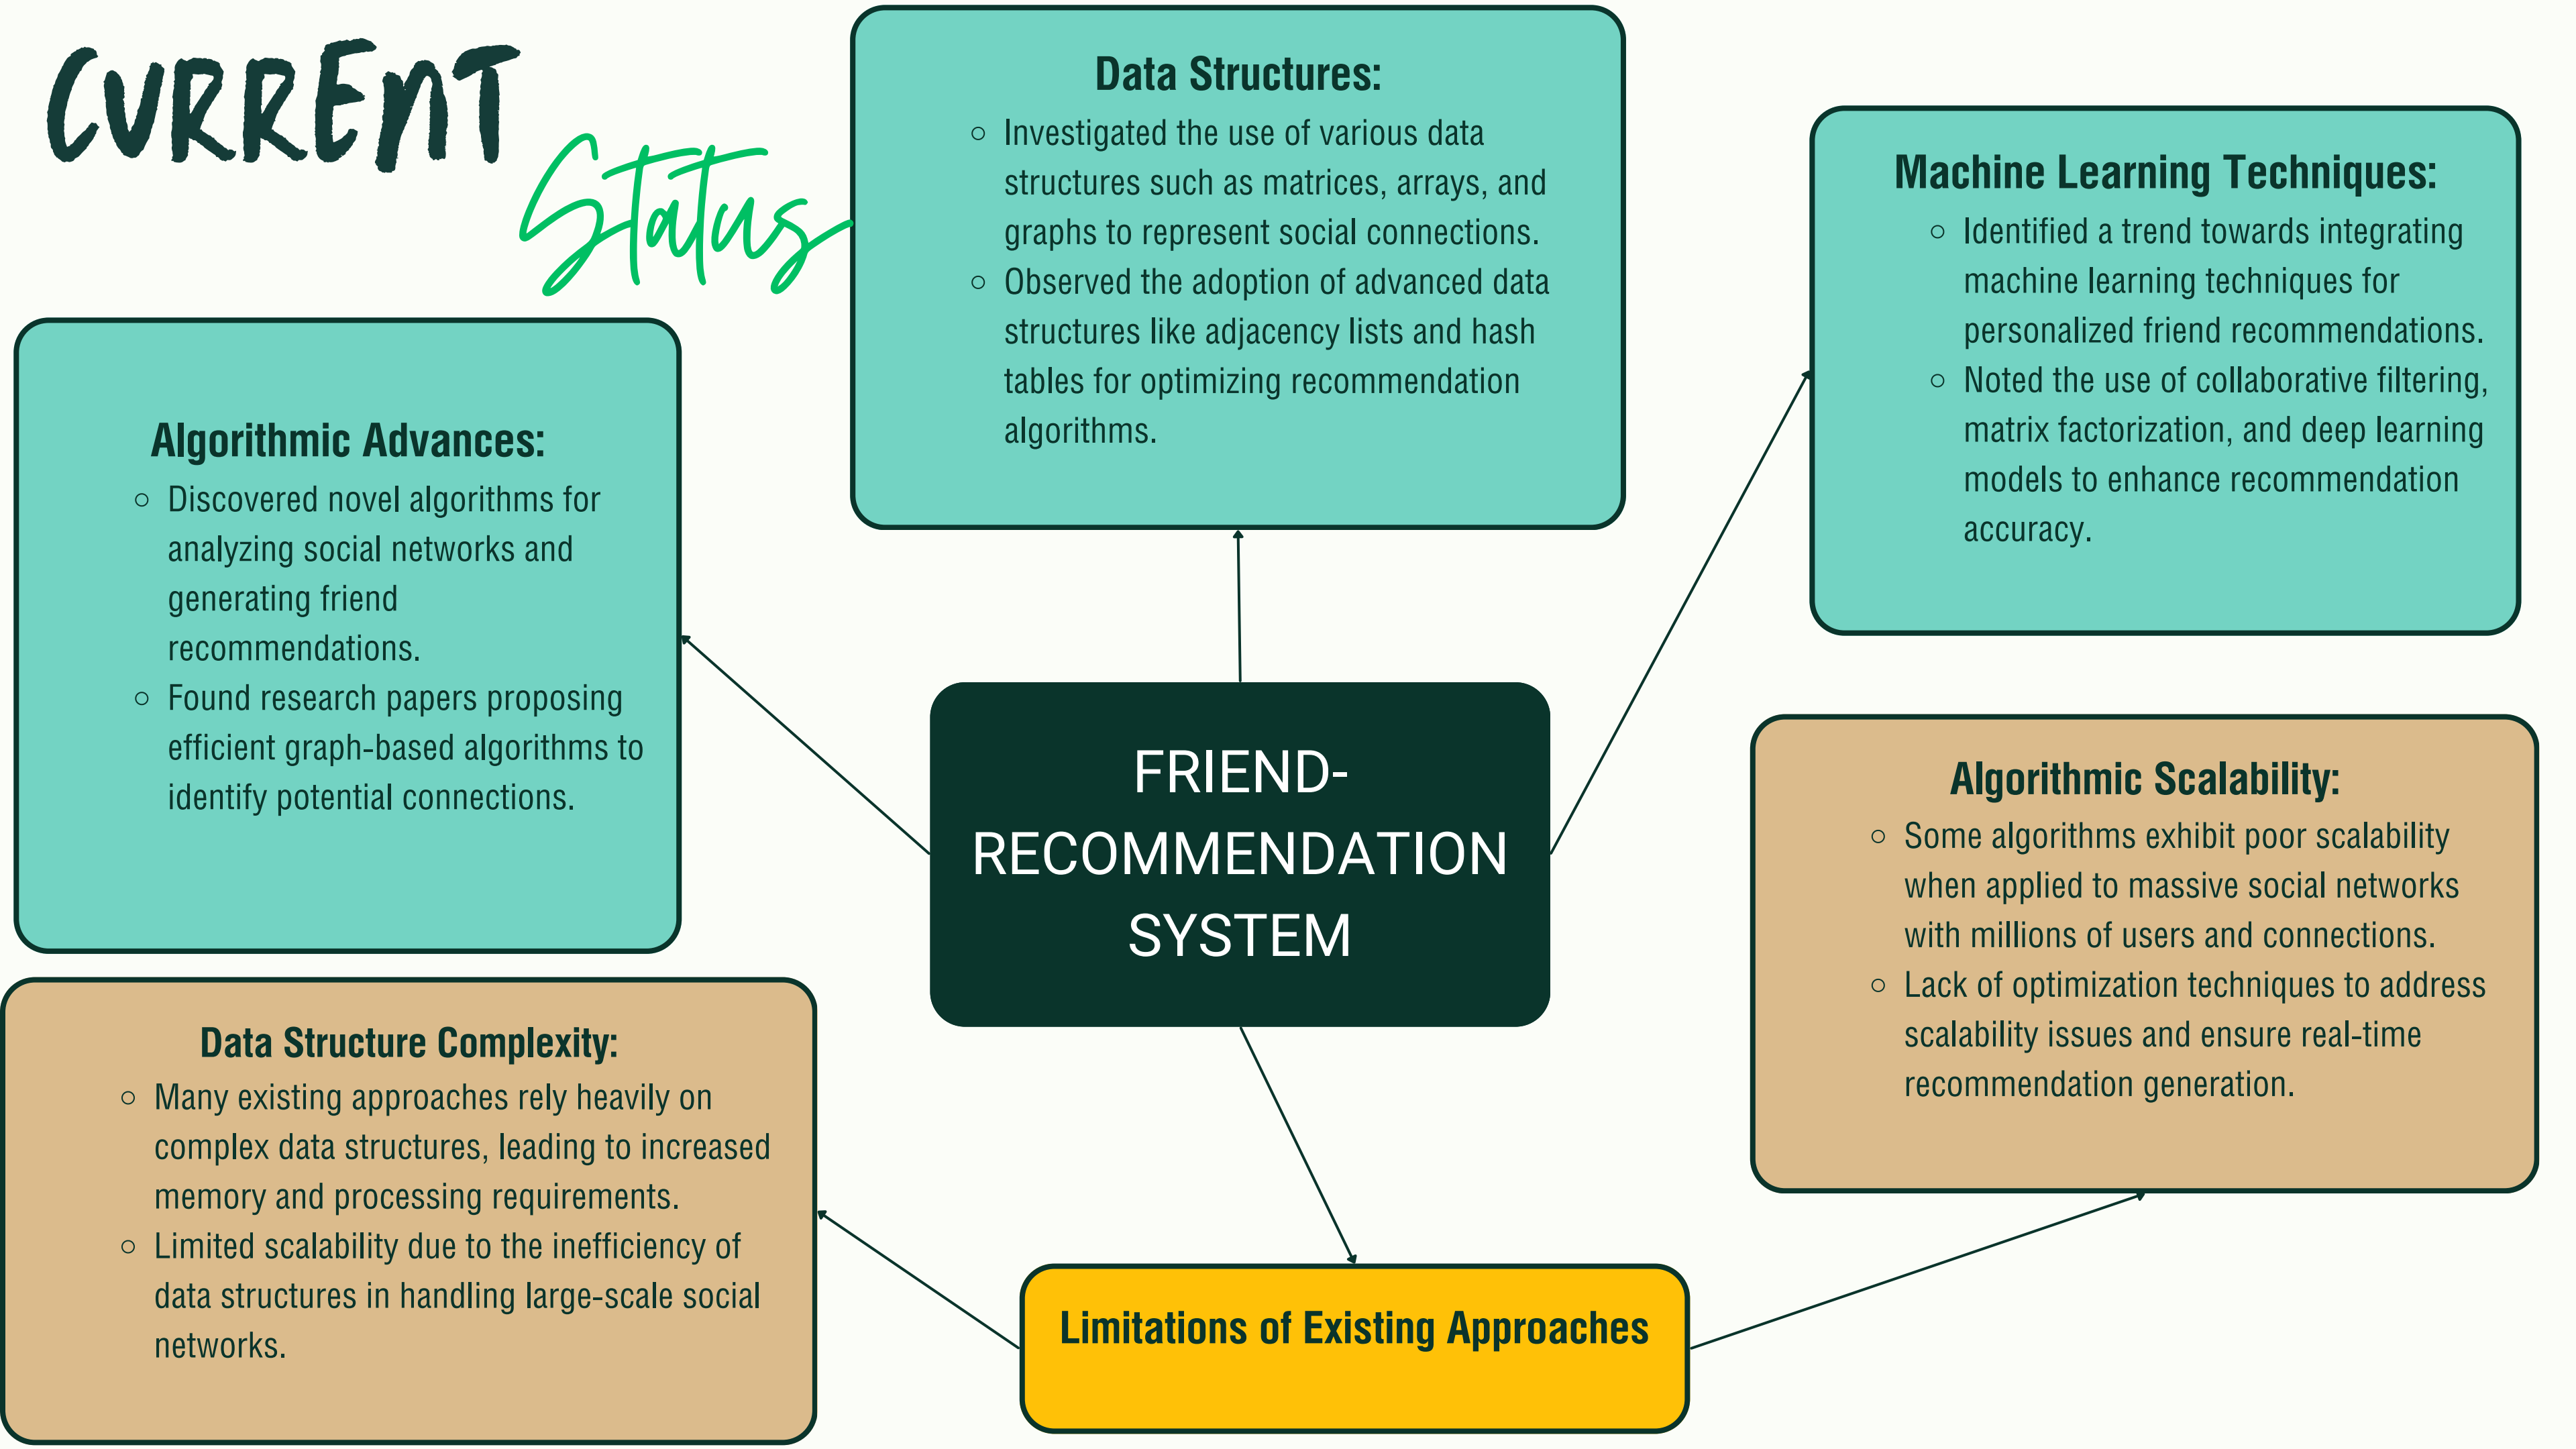 CURRENT
Status
Data Structures:
○ Investigated the use of various data
structures such as matrices, arrays, and
graphs to represent social connections.
○ Observed the adoption of advanced data
structures like adjacency lists and hash
tables for optimizing recommendation
algorithms.
Machine Learning Techniques:
○ Identified a trend towards integrating
machine learning techniques for
personalized friend recommendations.
○ Noted the use of collaborative filtering,
matrix factorization, and deep learning
models to enhance recommendation
accuracy.
Algorithmic Advances:
○ Discovered novel algorithms for
analyzing social networks and
generating friend
recommendations.
○ Found research papers proposing
efficient graph-based algorithms to
identify potential connections.
FRIEND-
RECOMMENDATION
SYSTEM
Algorithmic Scalability:
○ Some algorithms exhibit poor scalability
when applied to massive social networks
with millions of users and connections.
○ Lack of optimization techniques to address
scalability issues and ensure real-time
recommendation generation.
Data Structure Complexity:
○ Many existing approaches rely heavily on
complex data structures, leading to increased
memory and processing requirements.
○ Limited scalability due to the inefficiency of
data structures in handling large-scale social
networks.
Limitations of Existing Approaches